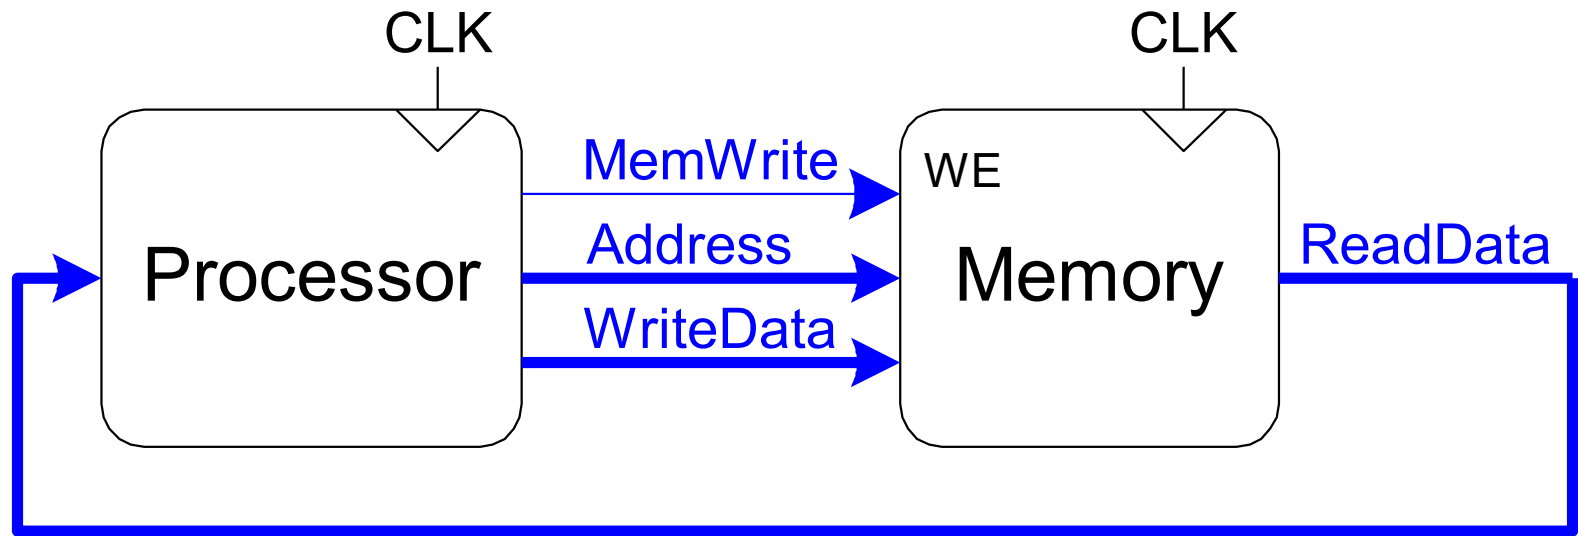 CLK
CLK
MemWrite
WE
Address
ReadData
Processor
Memory
WriteData